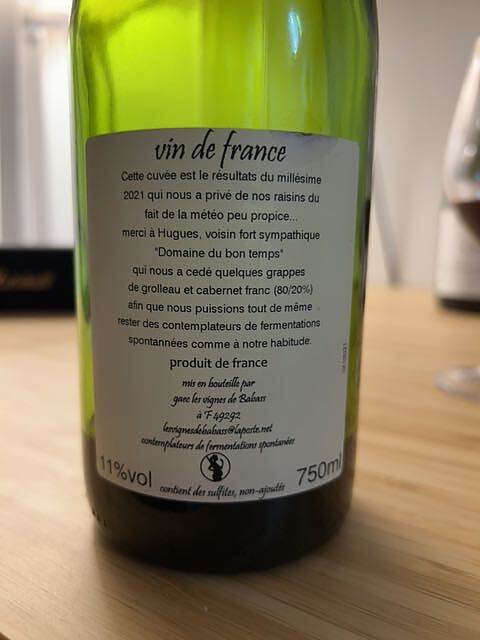 vin de france
Cette cuvée est le résultats du millésime
2021 qui nous a privé de nos raisins du
fait de la météo peu propice...
merci à Hugues, voisin fort sympathique
"Domaine du bon temps"
qui nous a cedé quelques grappes
de grolleau et cabernet franc (80/20%)
afin que nous puissions tout de même
rester des contemplateurs de fermentations
spontannées comme à notre habitude.
produit de france
mis en bouteille par
gaec les vignes de Babass
à F 49292
lesvignesdebabass@laposte.net
contemplateurs de fermentations spontanées
11%vol
750ml
contient des sulfites, non-ajoutés